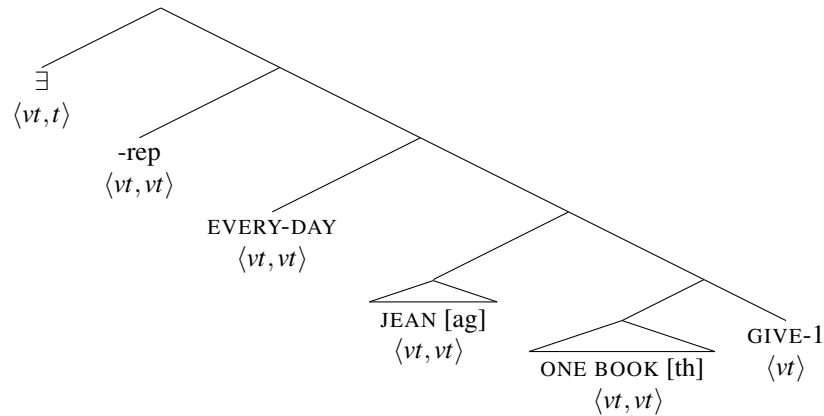 ∃
⟨vt, t⟩
-rep
⟨vt, vt⟩
EVERY-DAY
⟨vt, vt⟩
JEAN [ag]
⟨vt, vt⟩
ONE BOOK [th]
⟨vt, vt⟩
GIVE-1
⟨vt⟩